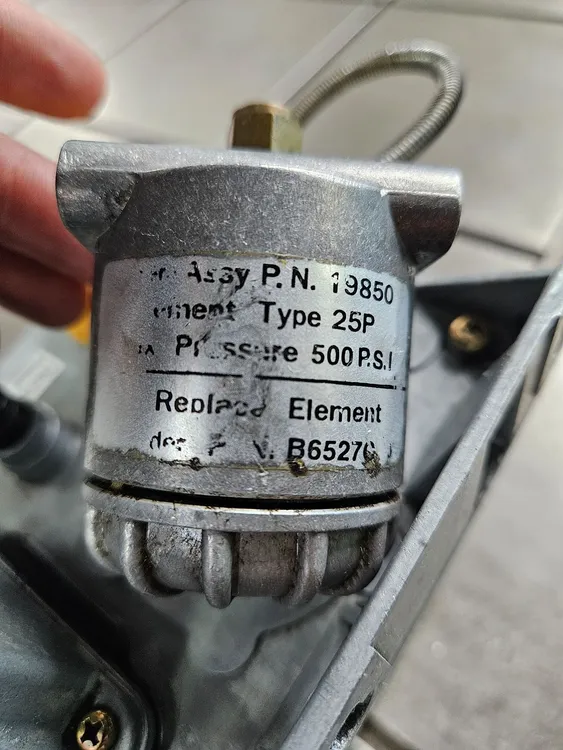 Assy P.N. 19850
Type 25P
Pressure 500 P.S.I
Replace Element
B6527